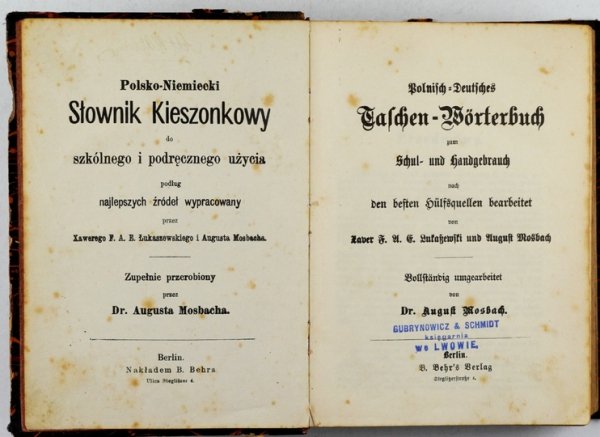 Polsko-Niemiecki
Słownik Kieszonkowy
do
szkólnego i podręcznego użycia
podług
najlepszych źródeł wypracowany
przez
Xawerego F. A. E. Łukaszewskiego i Augusta Mosbacha.
Zupełnie przerobiony
przez
Dr. Augusta Mosbacha.
Berlin.
Nakładem B. Behra
Ulica Steglitzer 4.
Polnisch-Deutsches
Taschen-Wörterbuch
zum
Schul- und Handgebrauch
nach
den besten Hülfsquellen bearbeitet
von
Xaver F. A. E. Lukaszewski und August Mosbach
Vollständig umgearbeitet
von
Dr. August Mosbach.
GUBRYNOWICZ & SCHMIDT
księgarnia
we LWOWIE.
Berlin.
B. Behr's Verlag
Steglitzerstraße 4.